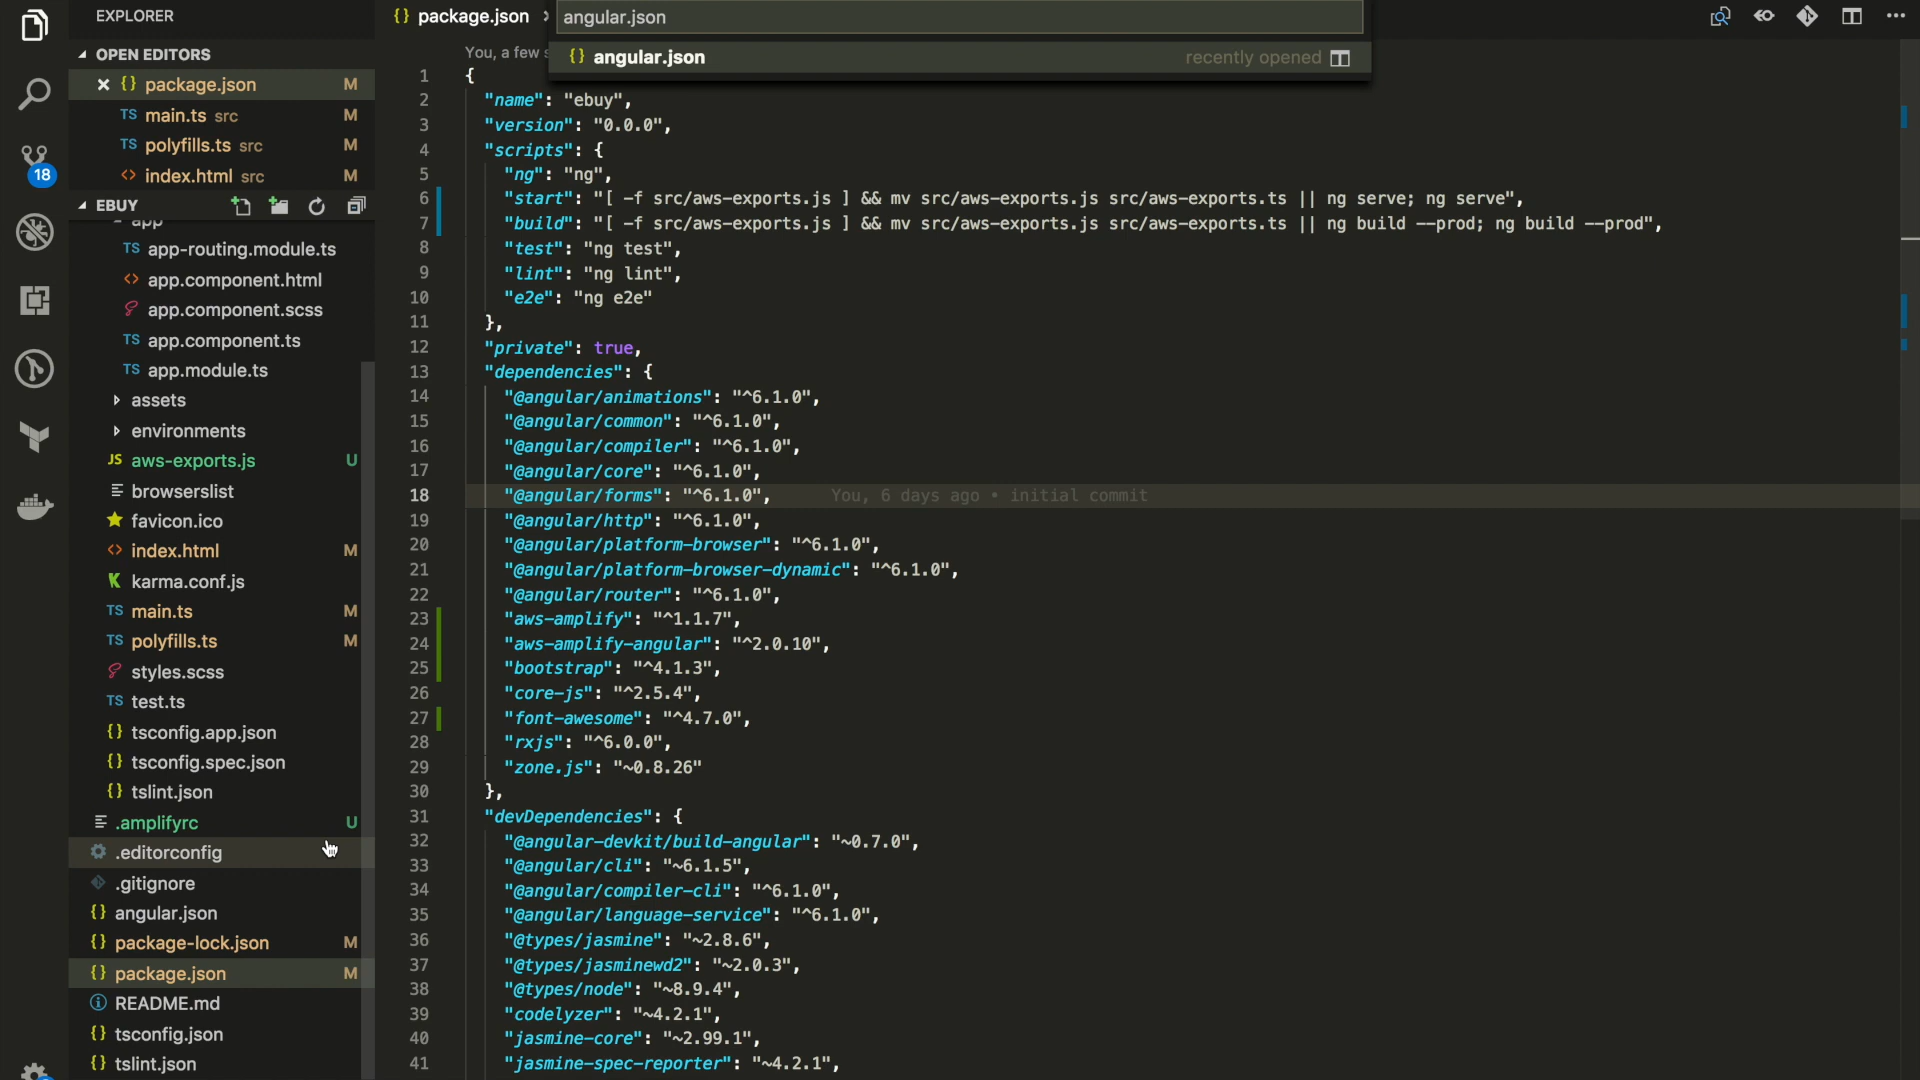 EXPLORER
OPEN EDITORS
{} package.json M
TS main.ts src M
TS polyfills.ts src M
<> index.html src M
18
EBUY
app
TS app-routing.module.ts
<> app.component.html
app.component.scss
TS app.component.ts
TS app.module.ts
assets
environments
JS aws-exports.js U
browserslist
favicon.ico
<> index.html M
K karma.conf.js
TS main.ts M
TS polyfills.ts M
styles.scss
TS test.ts
{} tsconfig.app.json
{} tsconfig.spec.json
{} tslint.json
.amplifyrc U
.editorconfig
.gitignore
{} angular.json
{} package-lock.json M
{} package.json M
README.md
{} tsconfig.json
{} tslint.json
{} package.json
angular.json
{} angular.json recently opened
You, a few s
1 {
2 "name": "ebuy",
3 "version": "0.0.0",
4 "scripts": {
5 "ng": "ng",
6 "start": "[ -f src/aws-exports.js ] && mv src/aws-exports.js src/aws-exports.ts || ng serve; ng serve",
7 "build": "[ -f src/aws-exports.js ] && mv src/aws-exports.js src/aws-exports.ts || ng build --prod; ng build --prod",
8 "test": "ng test",
9 "lint": "ng lint",
10 "e2e": "ng e2e"
11 },
12 "private": true,
13 "dependencies": {
14 "@angular/animations": "^6.1.0",
15 "@angular/common": "^6.1.0",
16 "@angular/compiler": "^6.1.0",
17 "@angular/core": "^6.1.0",
18 "@angular/forms": "^6.1.0", You, 6 days ago • initial commit
19 "@angular/http": "^6.1.0",
20 "@angular/platform-browser": "^6.1.0",
21 "@angular/platform-browser-dynamic": "^6.1.0",
22 "@angular/router": "^6.1.0",
23 "aws-amplify": "^1.1.7",
24 "aws-amplify-angular": "^2.0.10",
25 "bootstrap": "^4.1.3",
26 "core-js": "^2.5.4",
27 "font-awesome": "^4.7.0",
28 "rxjs": "^6.0.0",
29 "zone.js": "~0.8.26"
30 },
31 "devDependencies": {
32 "@angular-devkit/build-angular": "~0.7.0",
33 "@angular/cli": "~6.1.5",
34 "@angular/compiler-cli": "^6.1.0",
35 "@angular/language-service": "^6.1.0",
36 "@types/jasmine": "~2.8.6",
37 "@types/jasminewd2": "~2.0.3",
38 "@types/node": "~8.9.4",
39 "codelyzer": "~4.2.1",
40 "jasmine-core": "~2.99.1",
41 "jasmine-spec-reporter": "~4.2.1",